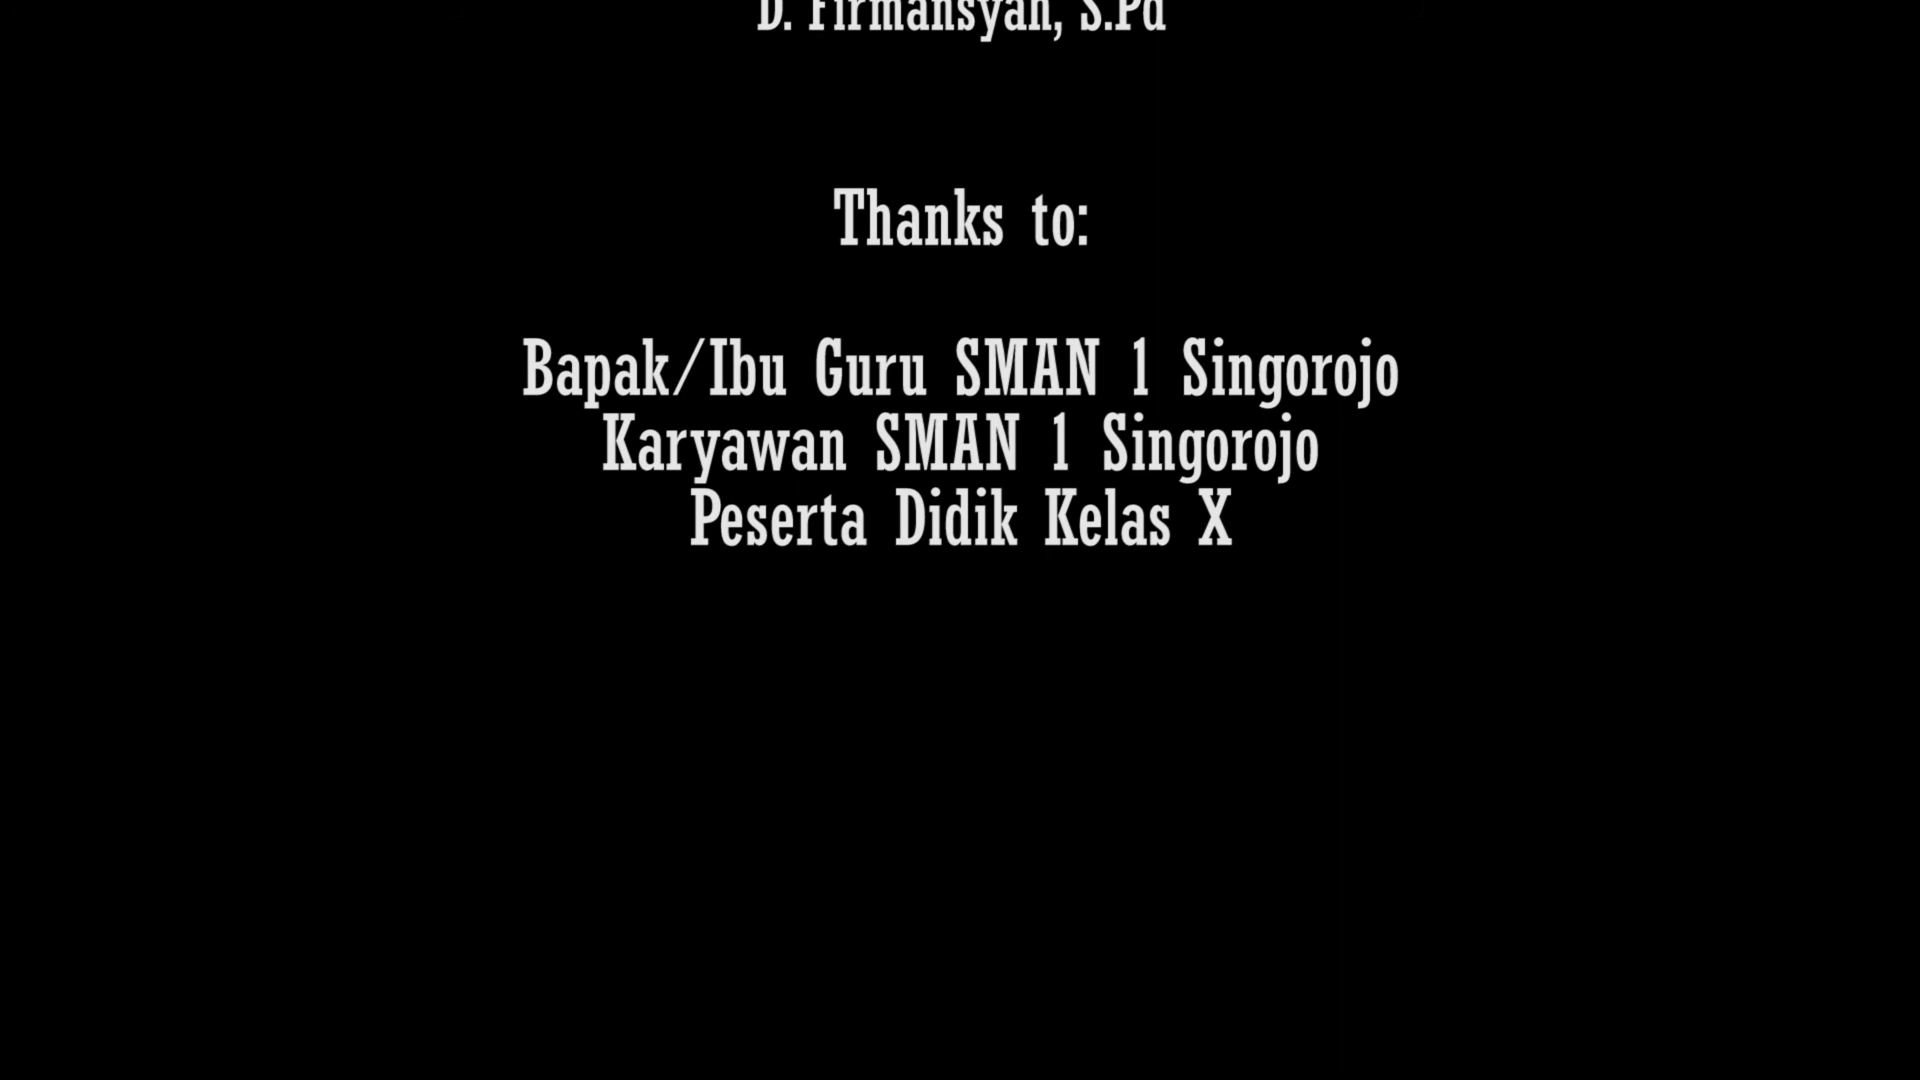 D. Firmansyah, S.Pd
Thanks to:
Bapak/Ibu Guru SMAN 1 Singorojo
Karyawan SMAN 1 Singorojo
Peserta Didik Kelas X